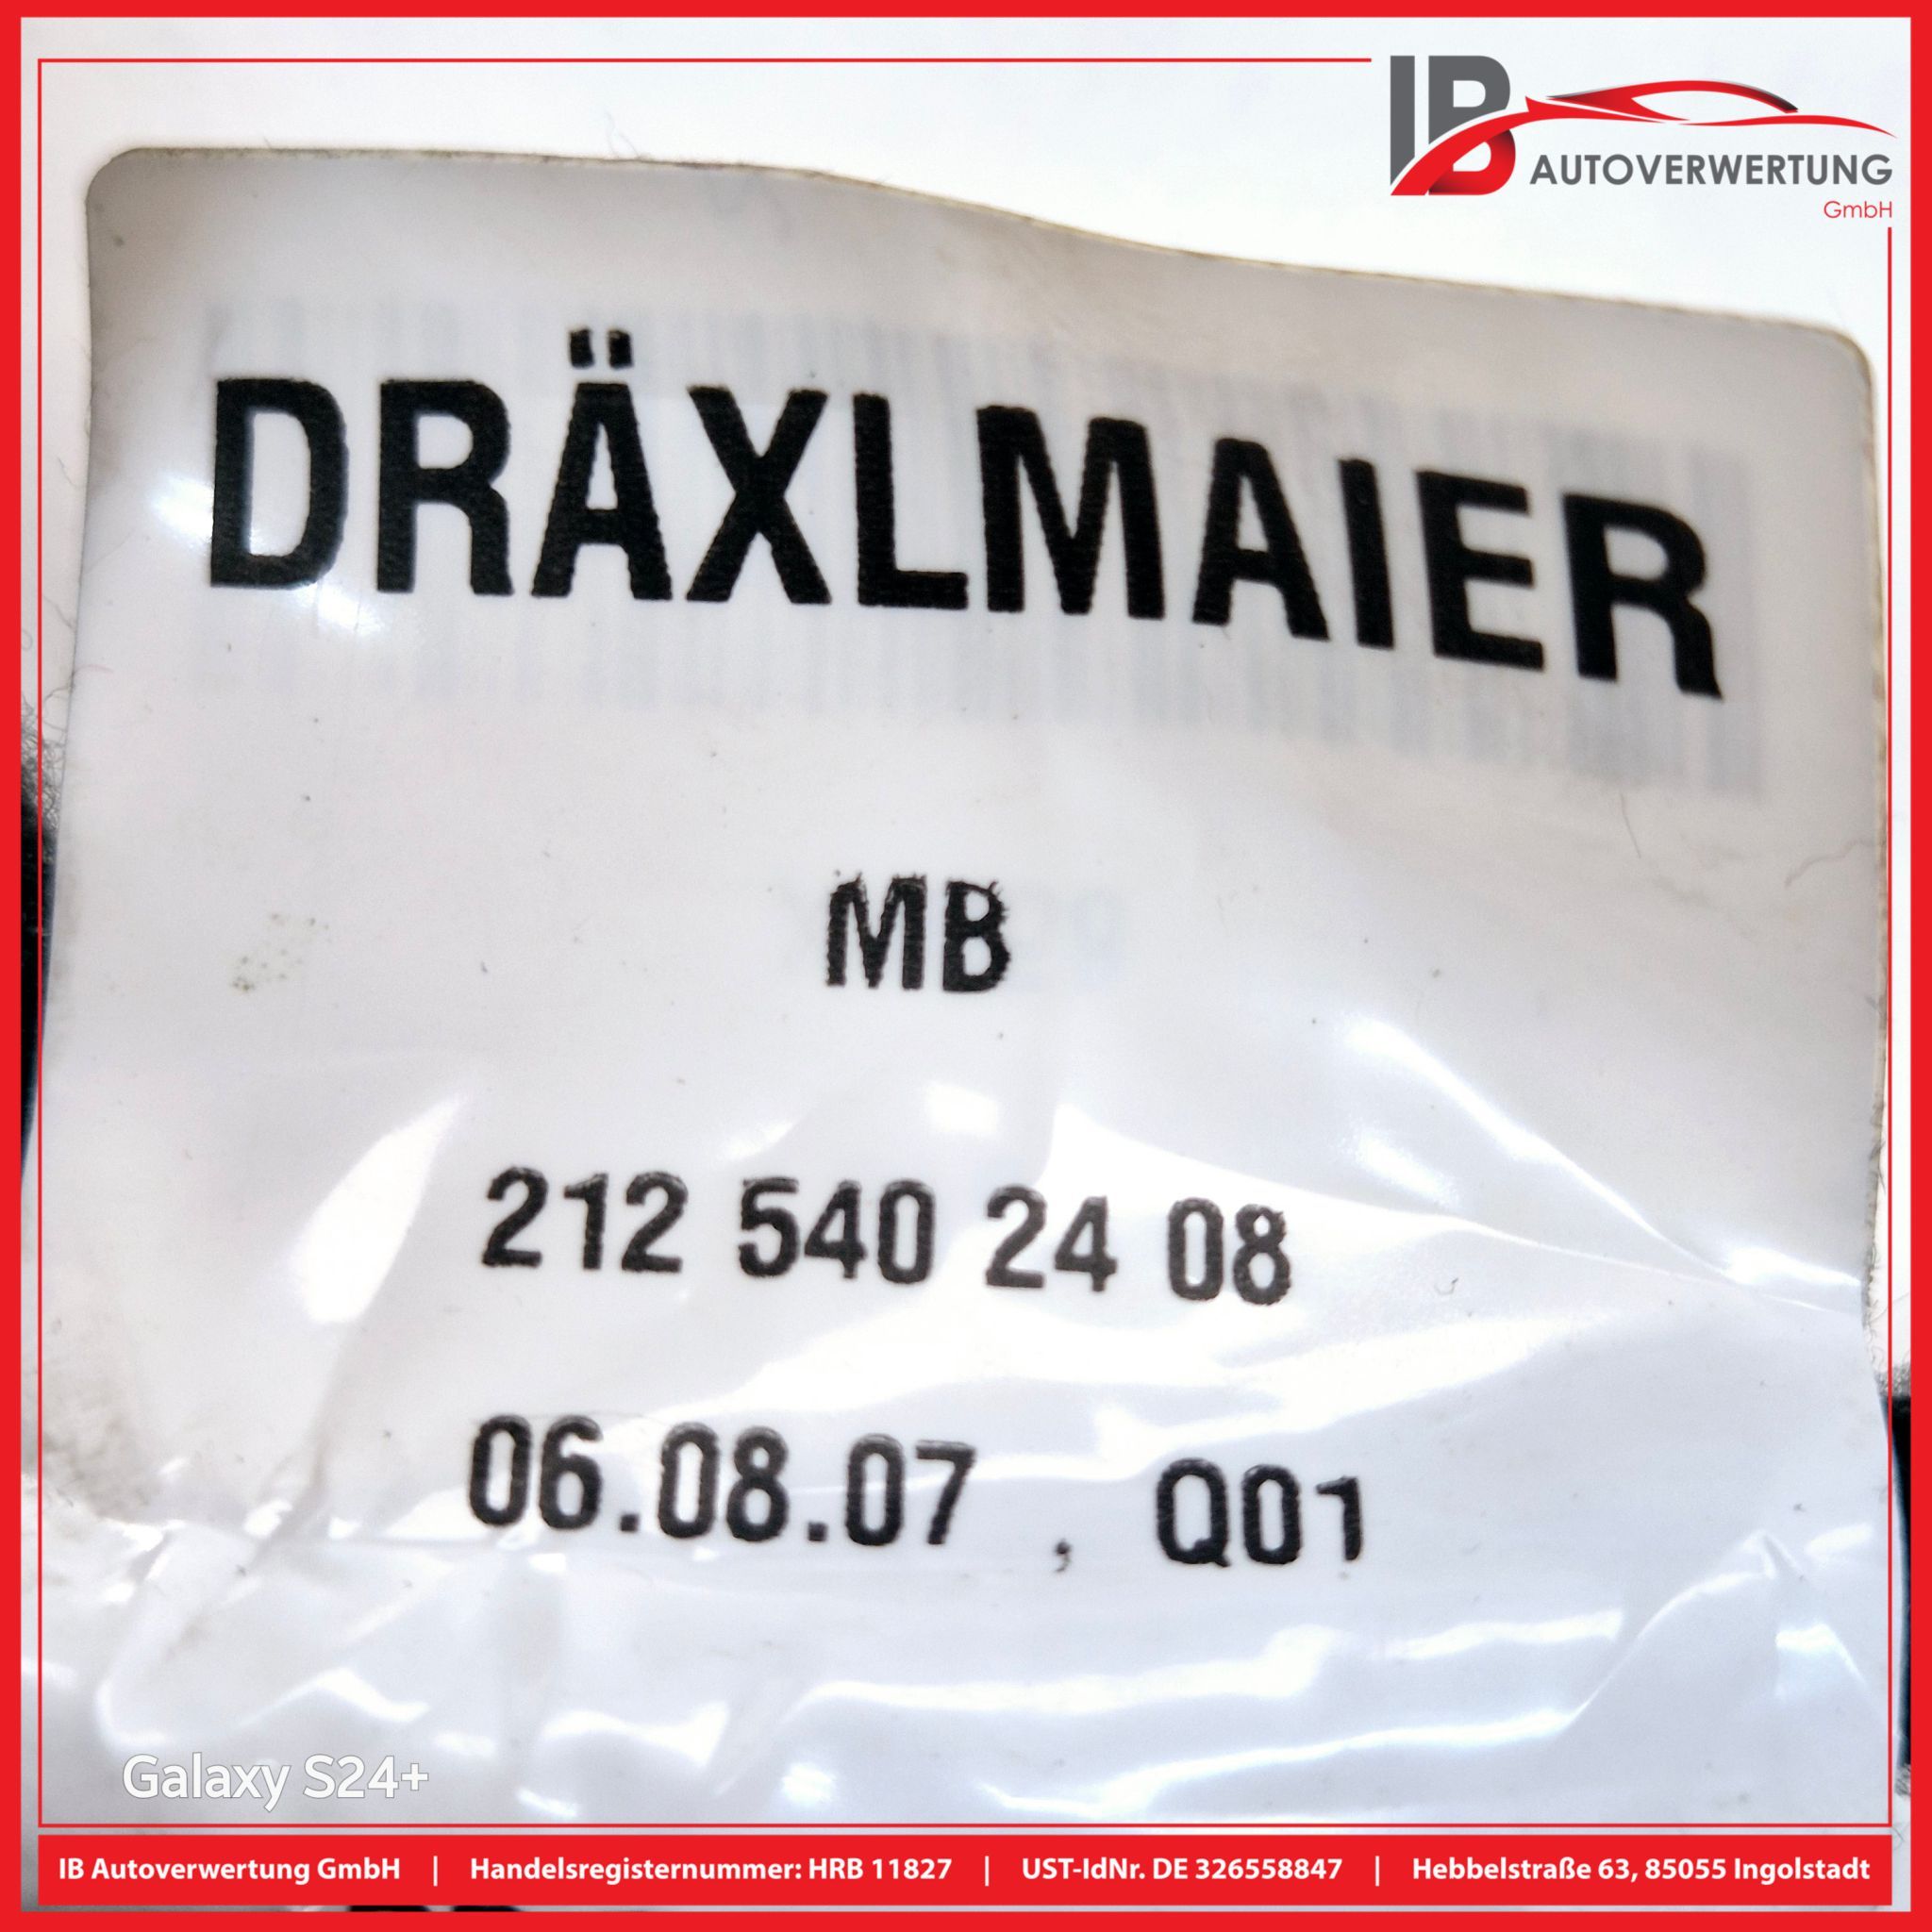 IB AUTOVERWERTUNG
GmbH
DRÄXLMAIER
MB
212 540 24 08
06.08.07 , Q01
Galaxy S24+
IB Autoverwertung GmbH | Handelsregisternummer: HRB 11827 | UST-IdNr. DE 326558847 | Hebbelstraße 63, 85055 Ingolstadt